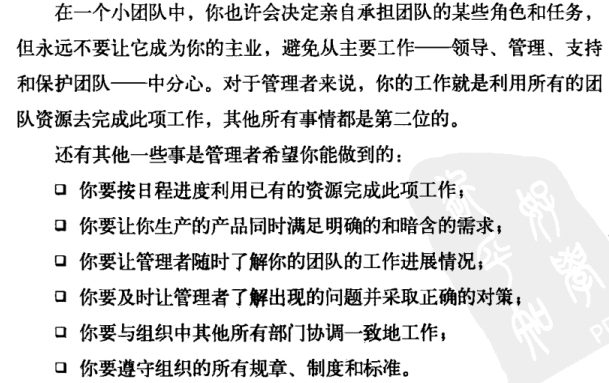 在一个小团队中，你也许会决定亲自承担团队的某些角色和任务，
但永远不要让它成为你的主业，避免从主要工作——领导、管理、支持
和保护团队——中分心。对于管理者来说，你的工作就是利用所有的团
队资源去完成此项工作，其他所有事情都是第二位的。
还有其他一些事是管理者希望你能做到的：
❑ 你要按日程进度利用已有的资源完成此项工作；
❑ 你要让你生产的产品同时满足明确的和暗含的需求；
❑ 你要让管理者随时了解你的团队的工作进展情况；
❑ 你要及时让管理者了解出现的问题并采取正确的对策；
❑ 你要与组织中其他所有部门协调一致地工作；
❑ 你要遵守组织的所有规章、制度和标准。